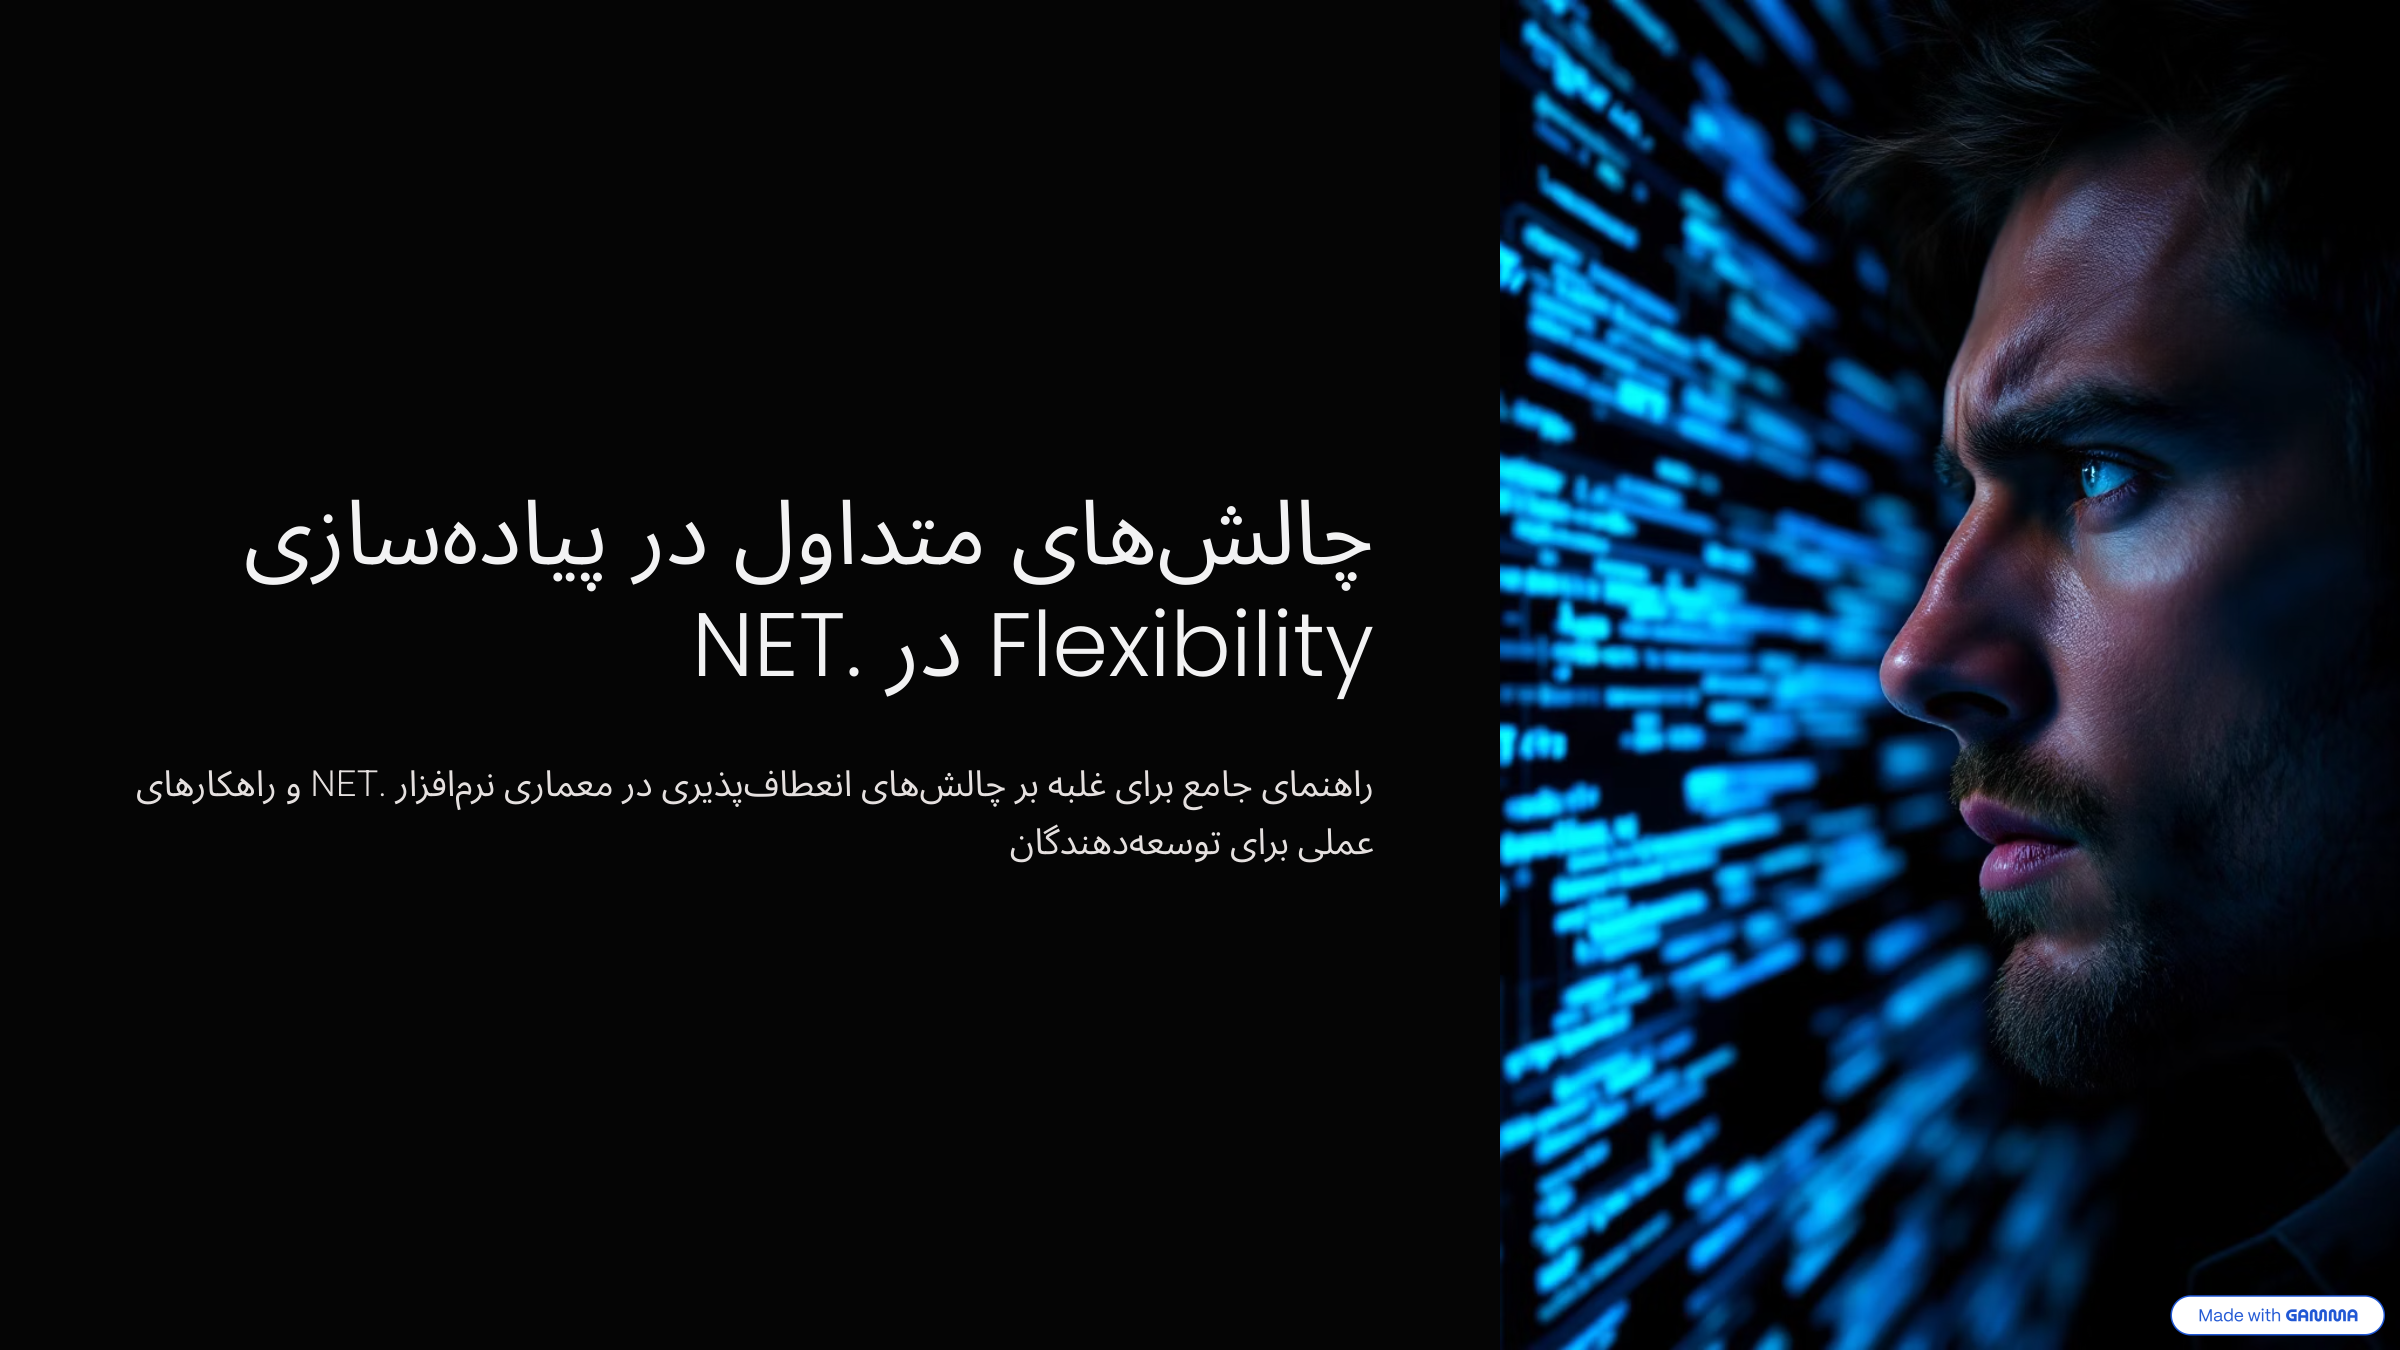 چالش‌های متداول در پیاده‌سازی
Flexibility در .NET
راهنمای جامع برای غلبه بر چالش‌های انعطاف‌پذیری در معماری نرم‌افزار .NET و راهکارهای
عملی برای توسعه‌دهندگان
Made with GAMMA